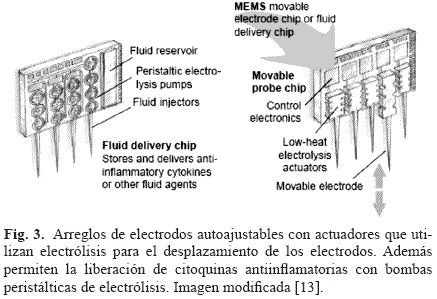 MEMS movable
electrode chip or fluid
delivery chip
Fluid reservoir
Peristaltic electro-
lysis pumps
Fluid injectors
Fluid delivery chip
Stores and delivers anti-
inflammatory cytokines
or other fluid agents
Movable
probe chip
Control
electronics
Low-heat
electrolysis
actuators
Movable electrode
Fig. 3. Arreglos de electrodos autoajustables con actuadores que uti-
lizan electrólisis para el desplazamiento de los electrodos. Además
permiten la liberación de citoquinas antiinflamatorias con bombas
peristálticas de electrólisis. Imagen modificada [13].